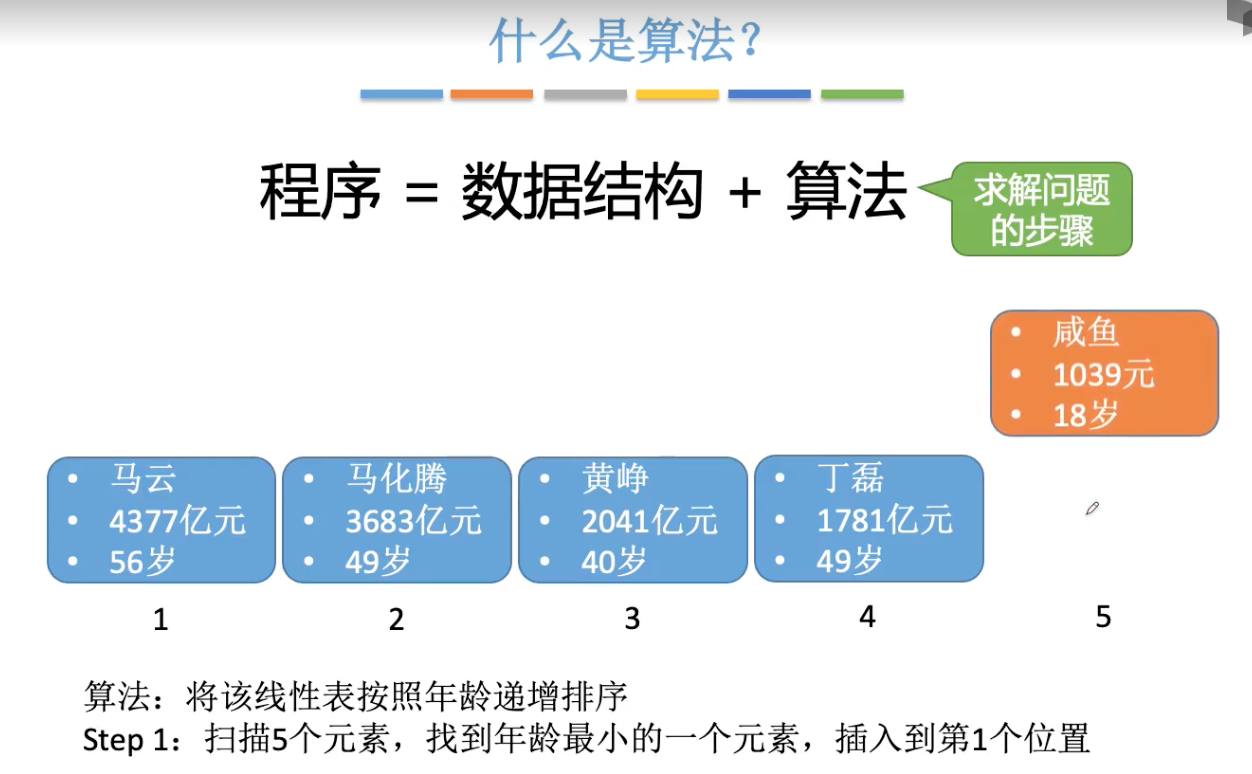 什么是算法？
程序 = 数据结构 + 算法
求解问题
的步骤
• 咸鱼
• 1039元
• 18岁
• 马云
• 4377亿元
• 56岁
• 马化腾
• 3683亿元
• 49岁
• 黄峥
• 2041亿元
• 40岁
• 丁磊
• 1781亿元
• 49岁
1
2
3
4
5
算法：将该线性表按照年龄递增排序
Step 1：扫描5个元素，找到年龄最小的一个元素，插入到第1个位置